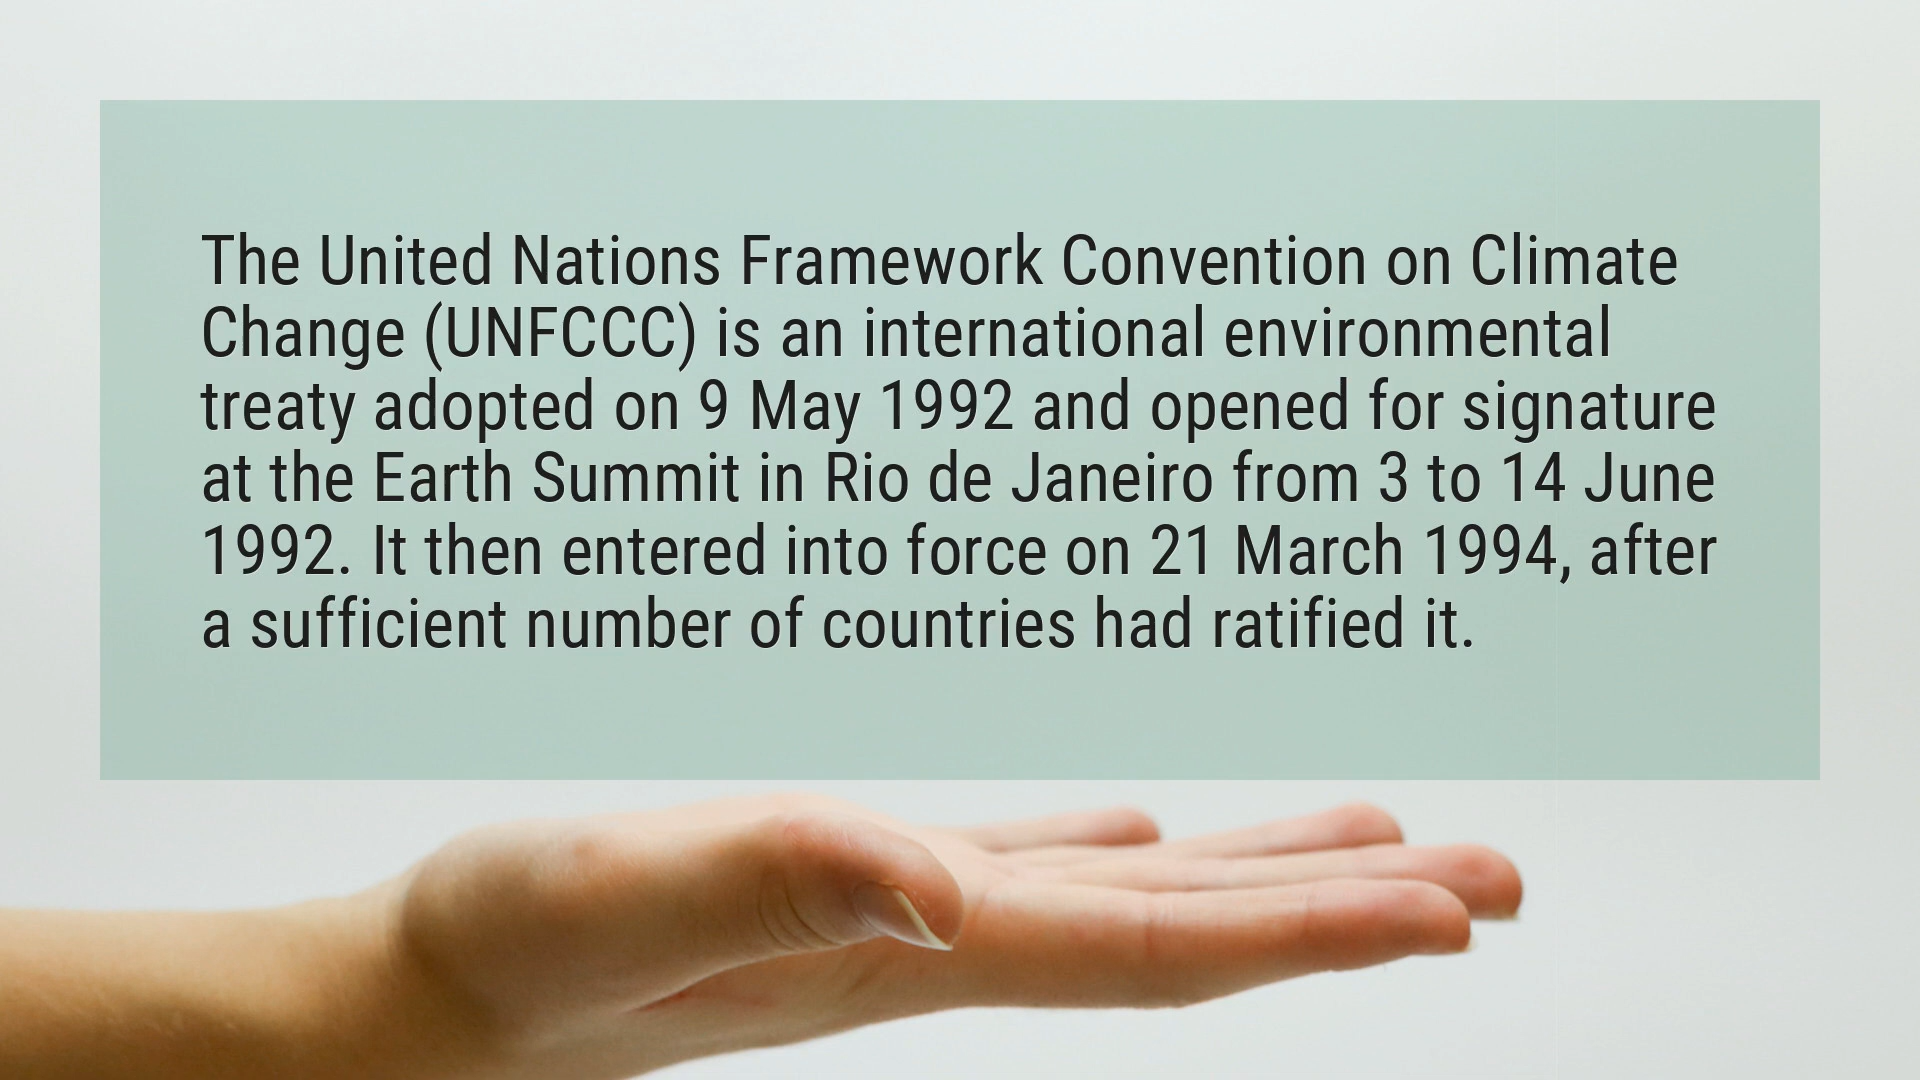 The United Nations Framework Convention on Climate
Change (UNFCCC) is an international environmental
treaty adopted on 9 May 1992 and opened for signature
at the Earth Summit in Rio de Janeiro from 3 to 14 June
1992. It then entered into force on 21 March 1994, after
a sufficient number of countries had ratified it.